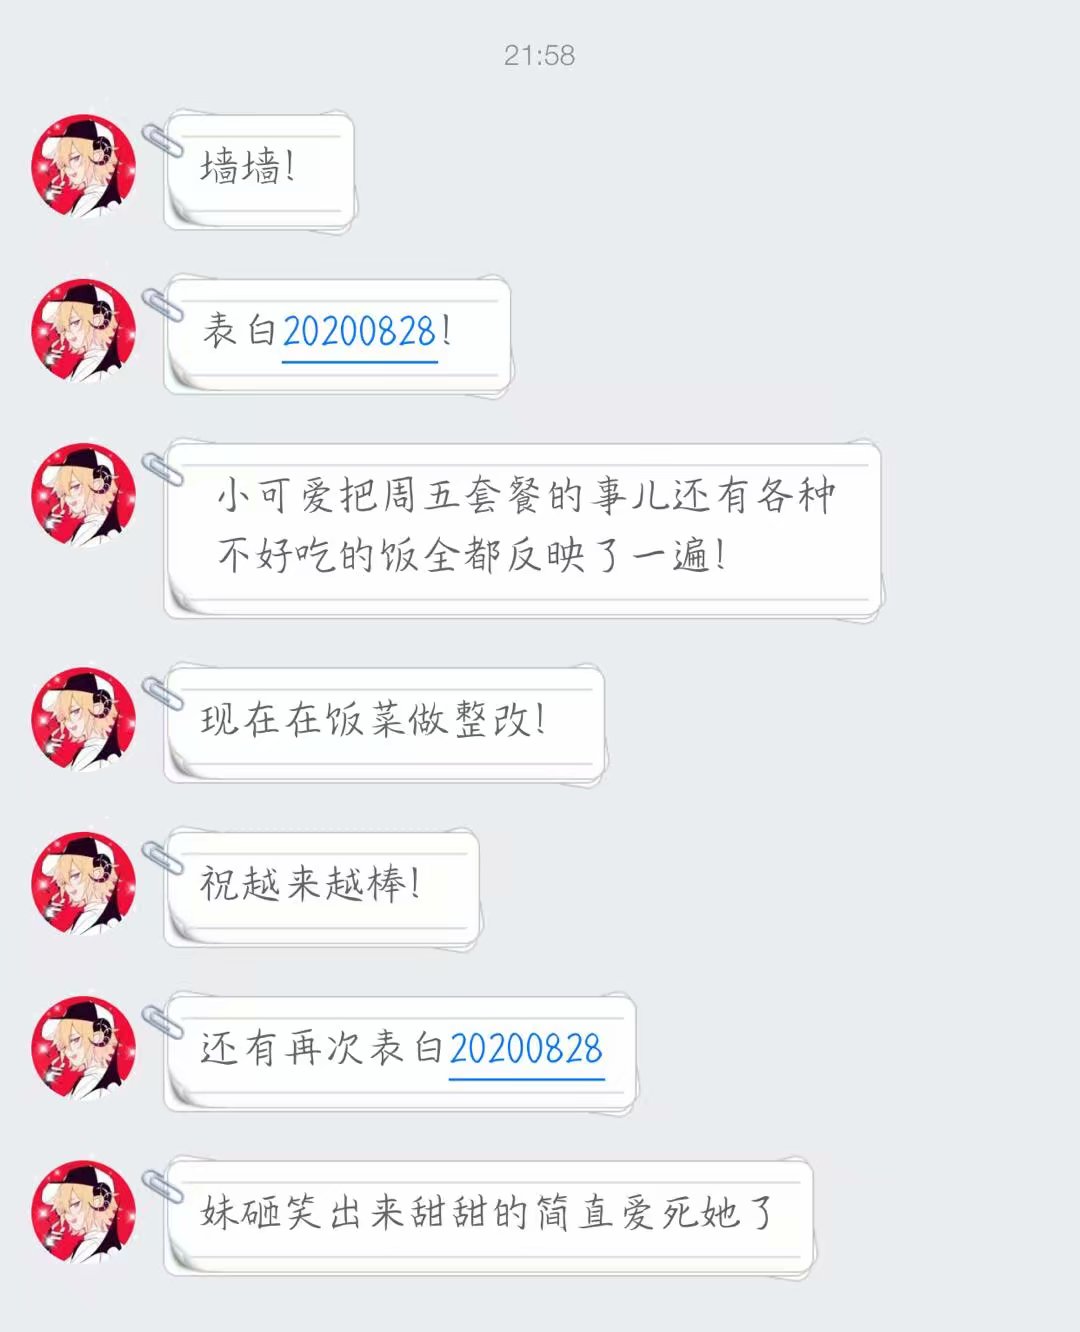 21:58
墙墙!
表白20200828!
小可爱把周五套餐的事儿还有各种
不好吃的饭全都反映了一遍!
现在在饭菜做整改!
祝越来越棒!
还有再次表白20200828
妹砸笑出来甜甜的简直爱死她了